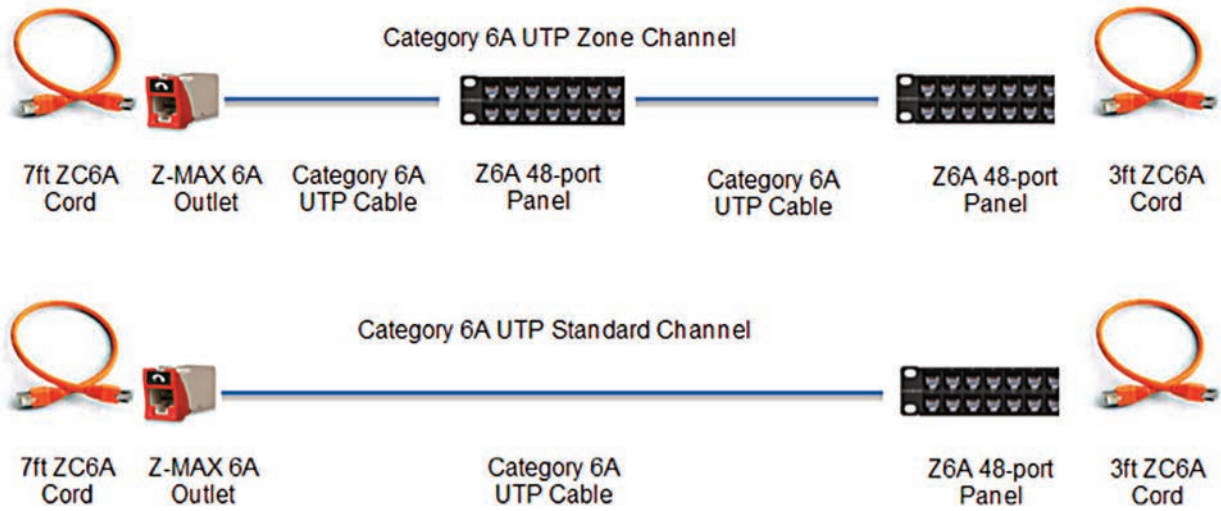 Category 6A UTP Zone Channel
7ft ZC6A
Cord
Z-MAX 6A
Outlet
Category 6A
UTP Cable
Z6A 48-port
Panel
Category 6A
UTP Cable
Z6A 48-port
Panel
3ft ZC6A
Cord
Category 6A UTP Standard Channel
7ft ZC6A
Cord
Z-MAX 6A
Outlet
Category 6A
UTP Cable
Z6A 48-port
Panel
3ft ZC6A
Cord